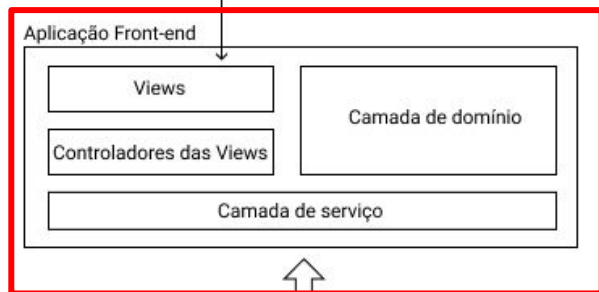 Aplicação Front-end
Views
Camada de domínio
Controladores das Views
Camada de serviço